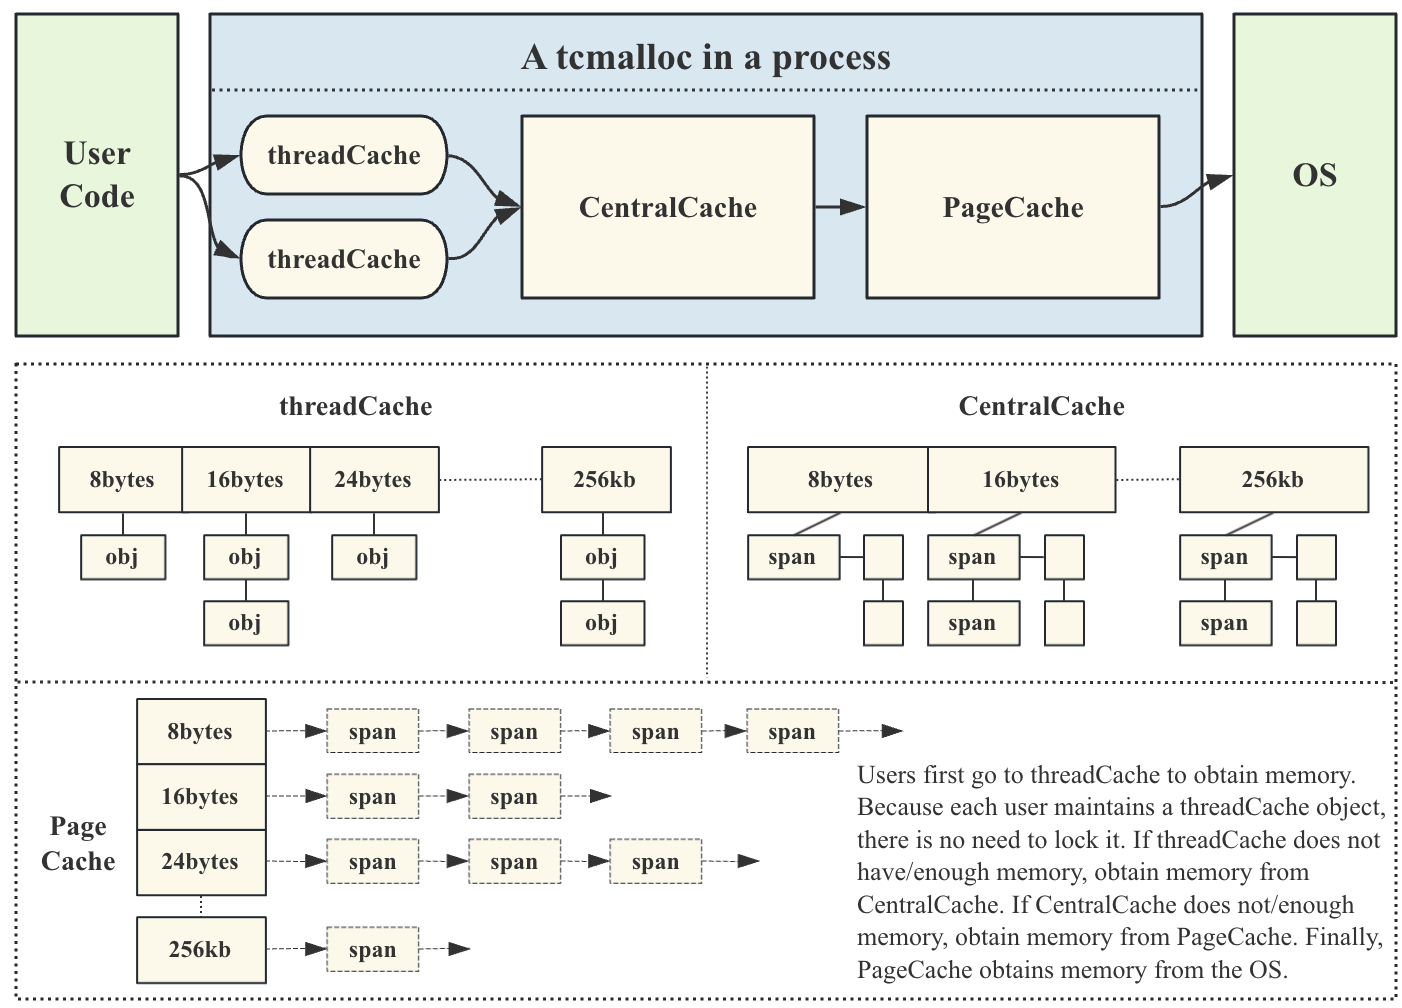 A tcmalloc in a process
User
Code
threadCache
threadCache
CentralCache
PageCache
OS
threadCache
8bytes
16bytes
24bytes
256kb
obj
obj
obj
obj
obj
obj
CentralCache
8bytes
16bytes
256kb
span
span
span
span
span
Page
Cache
8bytes
span
span
span
span
16bytes
span
span
24bytes
span
span
span
256kb
span
Users first go to threadCache to obtain memory.
Because each user maintains a threadCache object,
there is no need to lock it. If threadCache does not
have/enough memory, obtain memory from
CentralCache. If CentralCache does not/enough
memory, obtain memory from PageCache. Finally,
PageCache obtains memory from the OS.